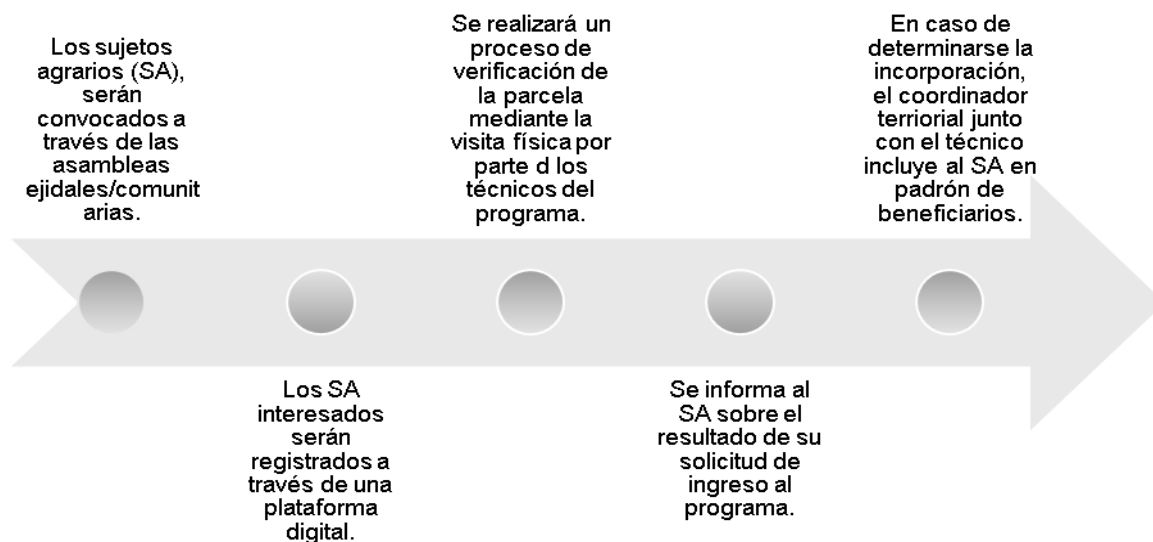 Los sujetos
agrarios (SA),
serán
convocados a
través de las
asambleas
ejidales/comunit
arias.
Los SA
interesados
serán
registrados a
través de una
plataforma
digital.
Se realizará un
proceso de
verificación de
la parcela
mediante la
visita física por
parte d los
técnicos del
programa.
Se informa al
SA sobre el
resultado de su
solicitud de
ingreso al
programa.
En caso de
determinarse la
incorporación,
el coordinador
terriorial junto
con el técnico
incluye al SA en
padrón de
beneficiarios.